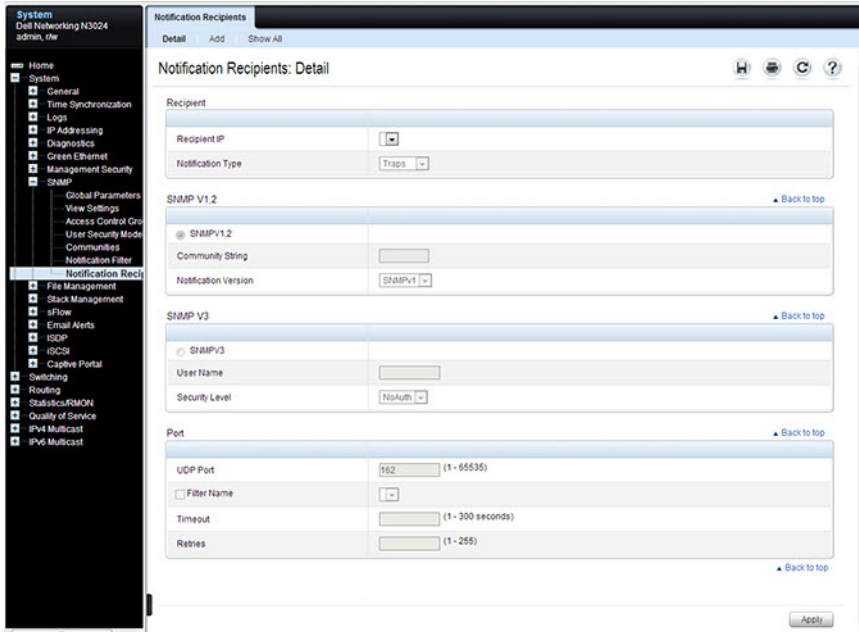 System
Dell Networking N3024
admin, r/w
Home
System
General
Time Synchronization
Logs
IP Addressing
Diagnostics
Green Ethernet
Management Security
SNMP
Global Parameters
View Settings
Access Control Gro
User Security Mode
Communities
Notification Filter
Notification Recip
File Management
Stack Management
sFlow
Email Alerts
ISDP
iSCSI
Captive Portal
Switching
Routing
Statistics/RMON
Quality of Service
IPv4 Multicast
IPv6 Multicast
Notification Recipients
Detail Add Show All
Notification Recipients: Detail
Recipient
Recipient IP
Notification Type Traps
SNMP V1,2 Back to top
SNMPV1,2
Community String
Notification Version SNMPv1
SNMP V3 Back to top
SNMPV3
User Name
Security Level NoAuth
Port Back to top
UDP Port 162 (1 - 65535)
Filter Name
Timeout (1 - 300 seconds)
Retries (1 - 255)
Back to top
Apply